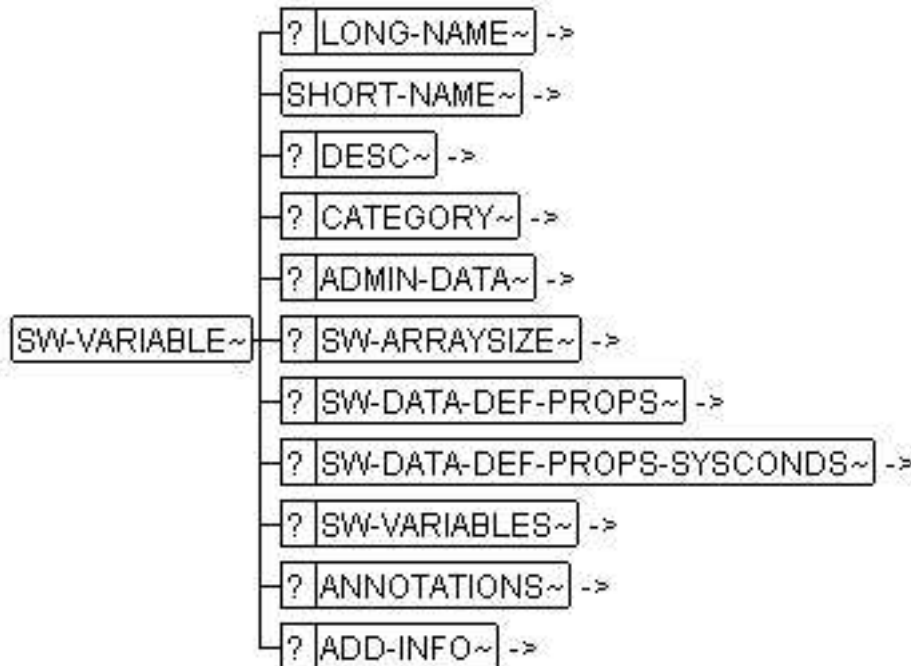 ? LONG-NAME~ ->
SHORT-NAME~ ->
? DESC~ ->
? CATEGORY~ ->
? ADMIN-DATA~ ->
SW-VARIABLE~ ? SW-ARRAYSIZE~ ->
? SW-DATA-DEF-PROPS~ ->
? SW-DATA-DEF-PROPS-SYSCONDS~ ->
? SW-VARIABLES~ ->
? ANNOTATIONS~ ->
? ADD-INFO~ ->